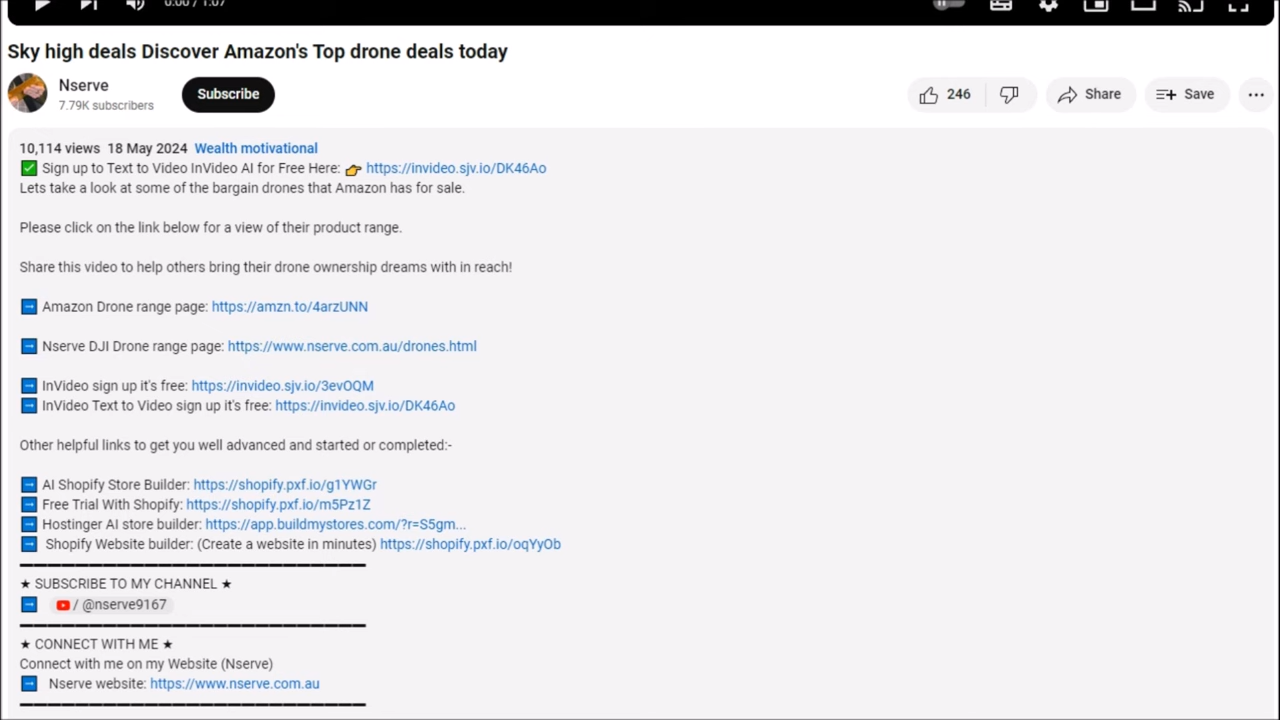 0:00 / 1:07
Sky high deals Discover Amazon's Top drone deals today
Nserve
7.79K subscribers
Subscribe
246
Share
Save
10,114 views 18 May 2024 Wealth motivational
✅ Sign up to Text to Video InVideo AI for Free Here: 👉 https://invideo.sjv.io/DK46Ao
Lets take a look at some of the bargain drones that Amazon has for sale.
Please click on the link below for a view of their product range.
Share this video to help others bring their drone ownership dreams with in reach!
➡ Amazon Drone range page: https://amzn.to/4arzUNN
➡ Nserve DJI Drone range page: https://www.nserve.com.au/drones.html
➡ InVideo sign up it's free: https://invideo.sjv.io/3evOQM
➡ InVideo Text to Video sign up it's free: https://invideo.sjv.io/DK46Ao
Other helpful links to get you well advanced and started or completed:-
➡ AI Shopify Store Builder: https://shopify.pxf.io/g1YWGr
➡ Free Trial With Shopify: https://shopify.pxf.io/m5Pz1Z
➡ Hostinger AI store builder: https://app.buildmystores.com/?r=S5gm...
➡ Shopify Website builder: (Create a website in minutes) https://shopify.pxf.io/oqYyOb
★ SUBSCRIBE TO MY CHANNEL ★
➡ / @nserve9167
★ CONNECT WITH ME ★
Connect with me on my Website (Nserve)
➡ Nserve website: https://www.nserve.com.au